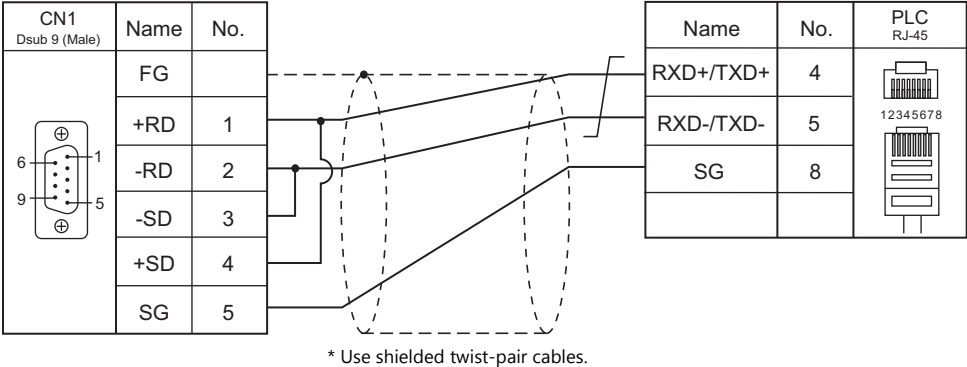 CN1
Dsub 9 (Male)
Name
No.
FG
+RD
1
-RD
2
-SD
3
+SD
4
SG
5
6
1
9
5
Name
No.
PLC
RJ-45
RXD+/TXD+
4
RXD-/TXD-
5
SG
8
12345678
* Use shielded twist-pair cables.